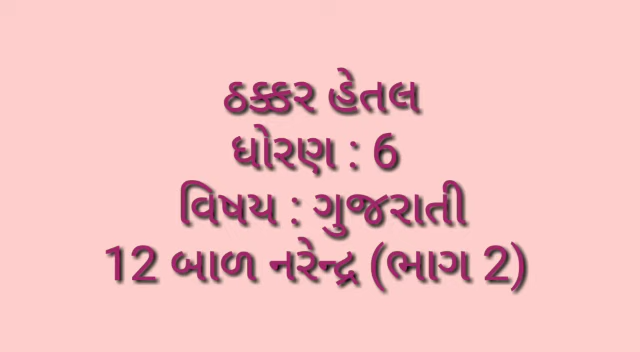 ઠક્કર હેતલ
ધોરણ : 6
વિષય : ગુજરાતી
12 બાળ નરેન્દ્ર (ભાગ 2)